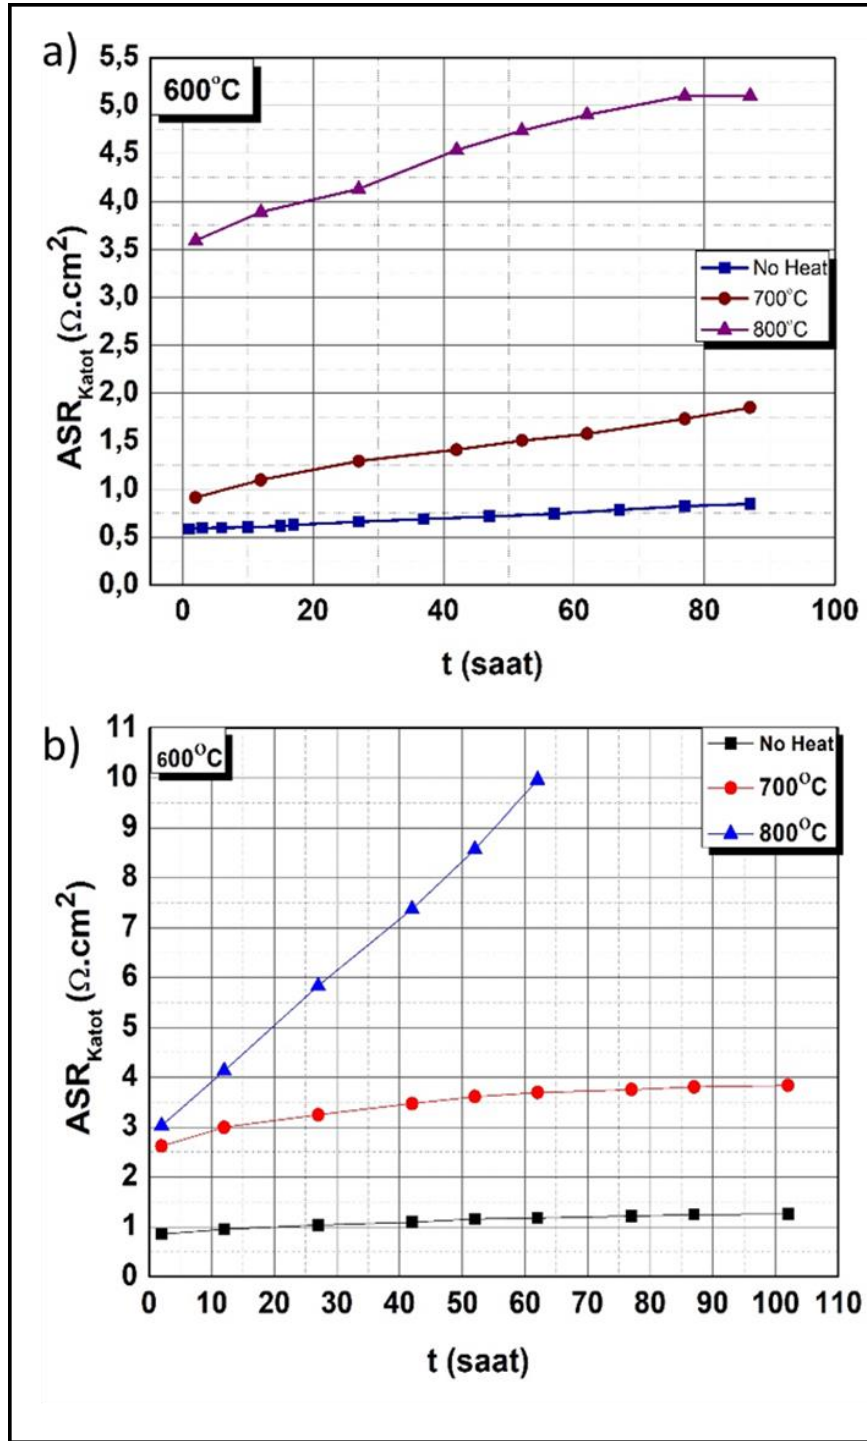 a)
600°C
5,5
5,0
4,5
4,0
3,5
3,0
2,5
2,0
1,5
1,0
0,5
0,0
ASR_Katot (Ω.cm²)
No Heat
700°C
800°C
0 20 40 60 80 100
t (saat)
b)
600°C
11
10
9
8
7
6
5
4
3
2
1
0
ASR_Katot (Ω.cm²)
No Heat
700°C
800°C
0 10 20 30 40 50 60 70 80 90 100 110
t (saat)